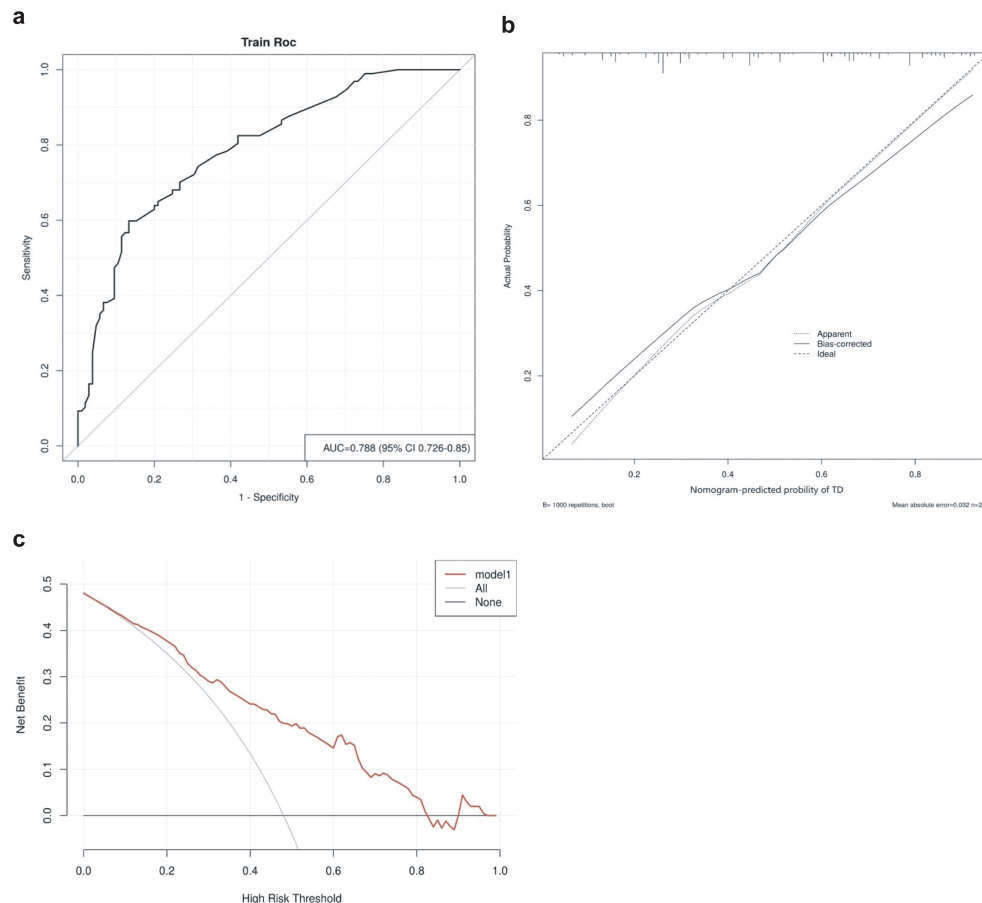 a
Train Roc
Sensitivity
1.0
0.8
0.6
0.4
0.2
0.0
0.0 0.2 0.4 0.6 0.8 1.0
1 - Specificity
AUC=0.788 (95% CI 0.726-0.85)
b
Actual Probability
0.8
0.6
0.4
0.2
Apparent
Bias-corrected
Ideal
0.2 0.4 0.6 0.8
Nomogram-predicted probility of TD
B= 1000 repetitions, boot
Mean absolute error=0.032 n=2
c
Net Benefit
0.5
0.4
0.3
0.2
0.1
0.0
model1
All
None
0.0 0.2 0.4 0.6 0.8 1.0
High Risk Threshold